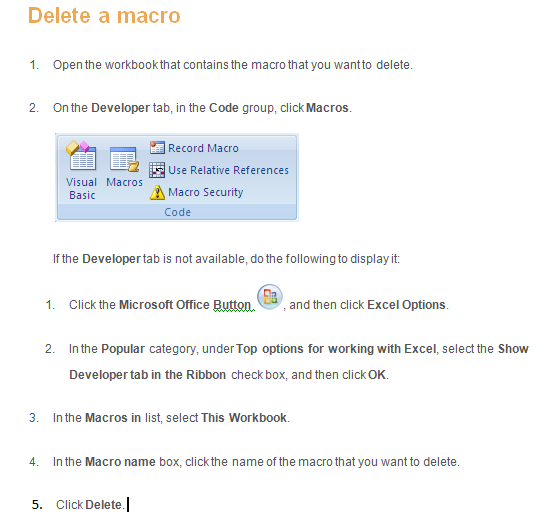 Delete a macro
1. Open the workbook that contains the macro that you want to delete.
2. On the Developer tab, in the Code group, click Macros.
Visual Basic
Macros
Record Macro
Use Relative References
Macro Security
Code
If the Developer tab is not available, do the following to display it:
1. Click the Microsoft Office Button , and then click Excel Options.
2. In the Popular category, under Top options for working with Excel, select the Show
Developer tab in the Ribbon check box, and then click OK.
3. In the Macros in list, select This Workbook.
4. In the Macro name box, click the name of the macro that you want to delete.
5. Click Delete.